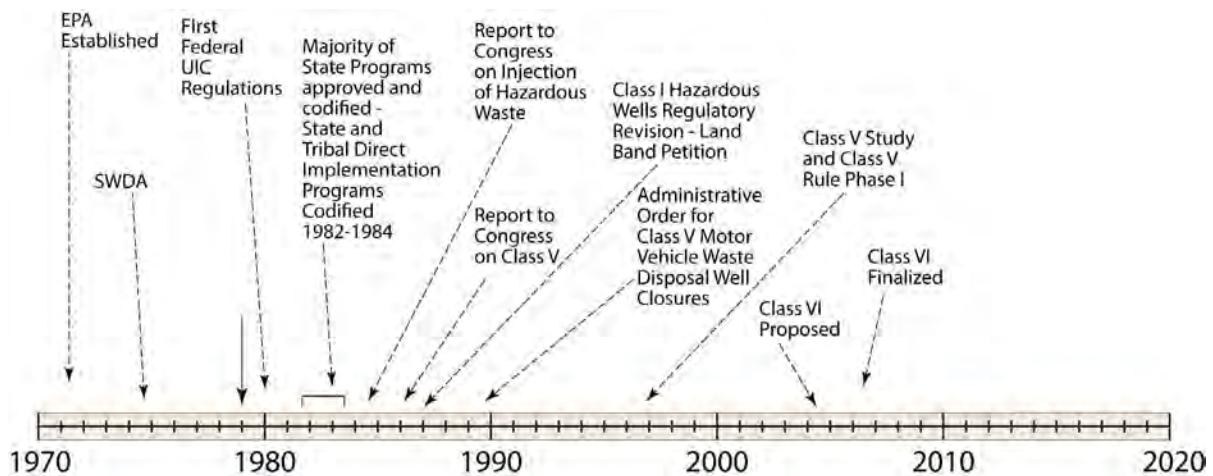 EPA
Established
First
Federal
UIC
Regulations
Majority of
State Programs
approved and
codified -
State and
Tribal Direct
Implementation
Programs
Codified
1982-1984
Report to
Congress
on Injection
of Hazardous
Waste
Class I Hazardous
Wells Regulatory
Revision - Land
Band Petition
Class V Study
and Class V
Rule Phase I
SWDA
Report to
Congress
on Class V
Administrative
Order for
Class V Motor
Vehicle Waste
Disposal Well
Closures
Class VI
Proposed
Class VI
Finalized
1970 1980 1990 2000 2010 2020